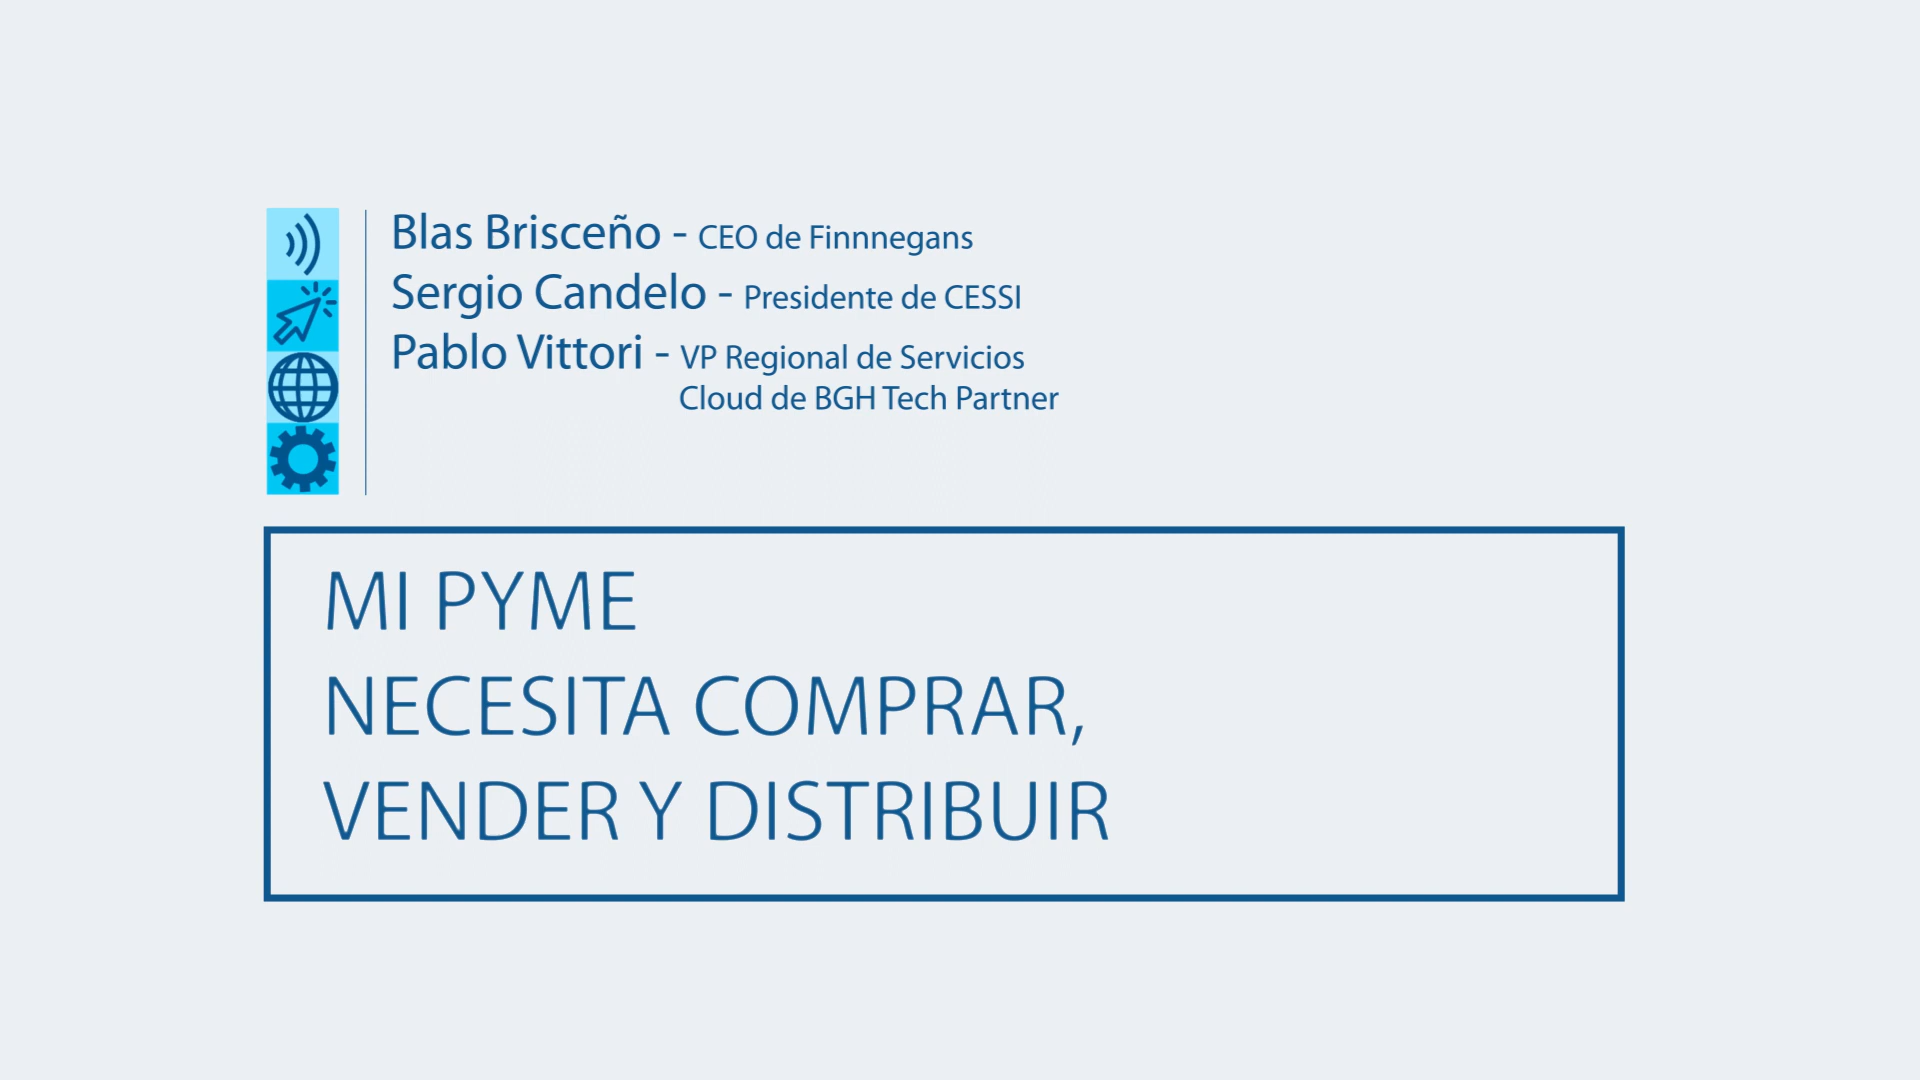 Blas Brisceño - CEO de Finnnegans
Sergio Candelo - Presidente de CESSI
Pablo Vittori - VP Regional de Servicios
Cloud de BGH Tech Partner
MI PYME
NECESITA COMPRAR,
VENDER Y DISTRIBUIR